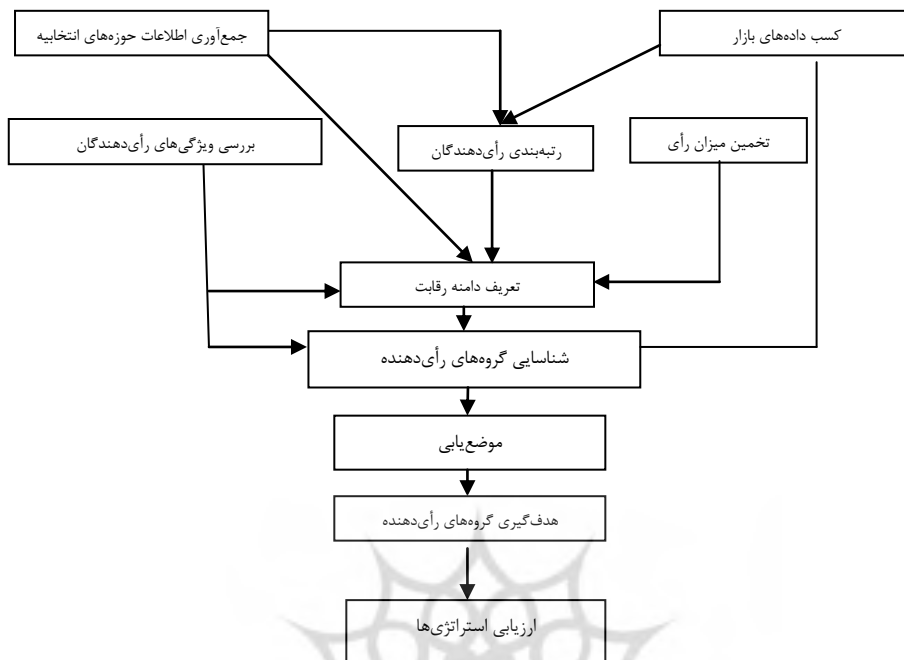 کسب داده‌های بازار
جمع‌آوری اطلاعات حوزه‌های انتخابیه
تخمین میزان رأی
رتبه‌بندی رأی‌دهندگان
بررسی ویژگی‌های رأی‌دهندگان
تعریف دامنه رقابت
شناسایی گروه‌های رأی‌دهنده
موضع‌یابی
هدف‌گیری گروه‌های رأی‌دهنده
ارزیابی استراتژی‌ها